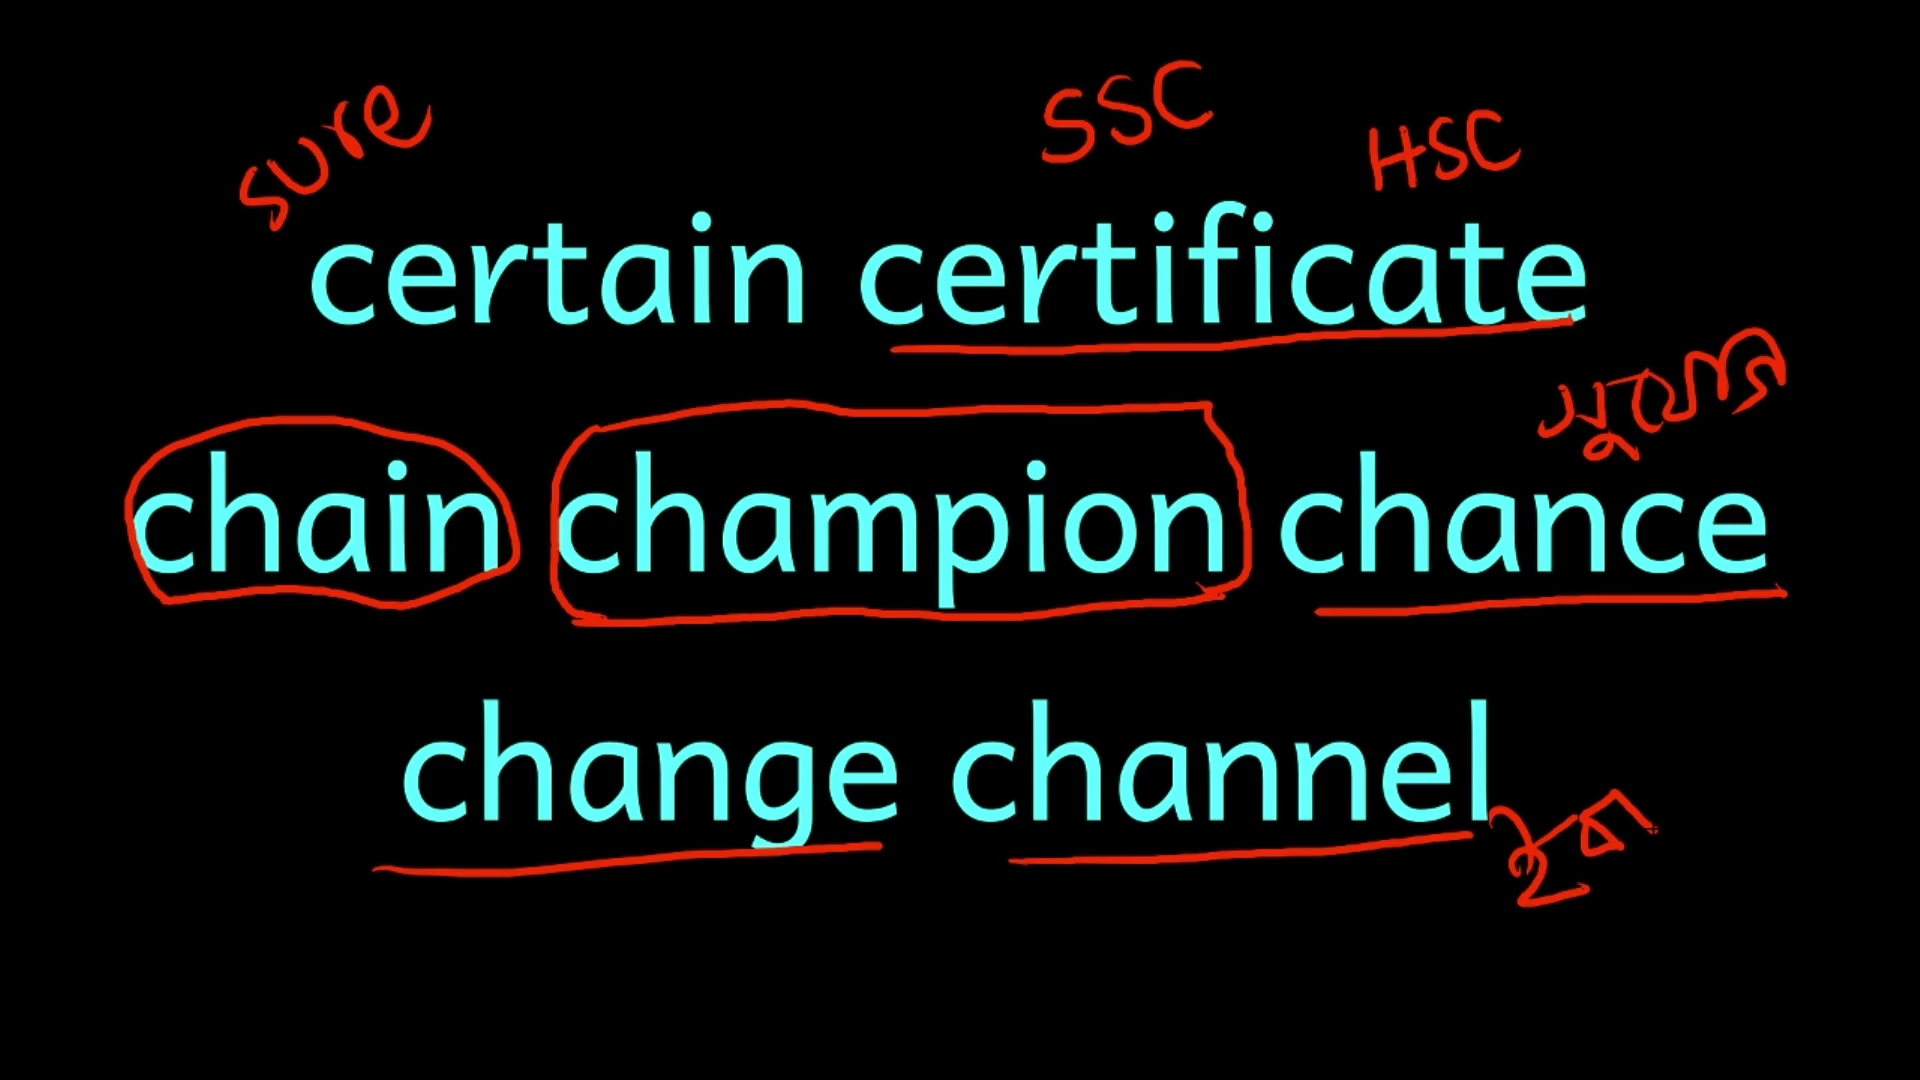 sure SSC HSC
certain certificate
সুযোগ
chain champion chance
change channel